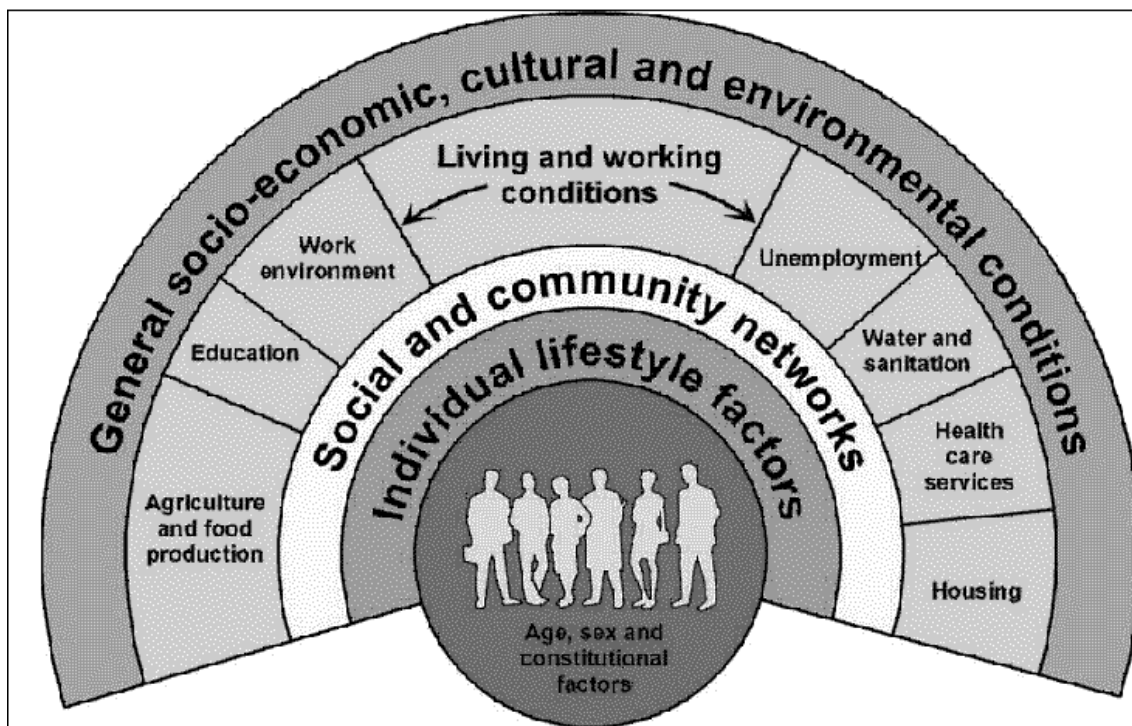 General socio-economic, cultural and environmental conditions
Living and working
conditions
Work
environment
Unemployment
Education
Water and
sanitation
Agriculture
and food
production
Health
care
services
Housing
Social and community networks
Individual lifestyle factors
Age, sex and
constitutional
factors